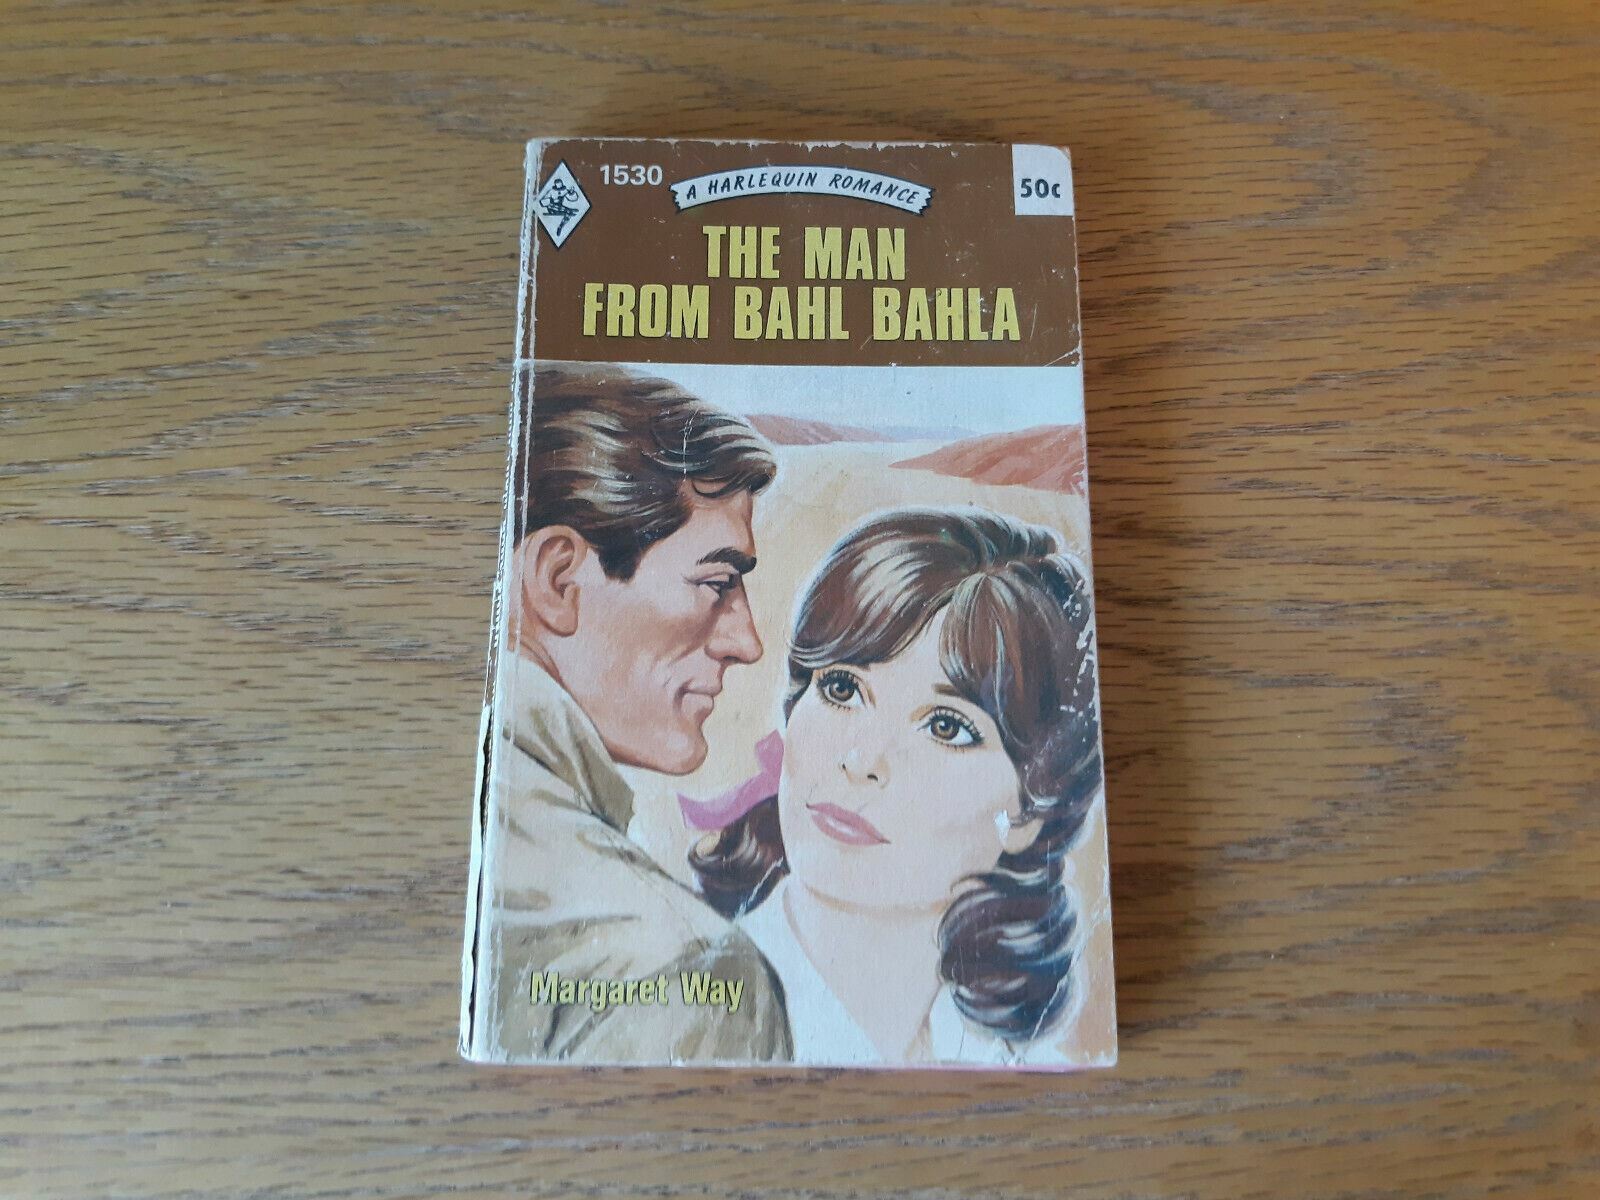 1530
A HARLEQUIN ROMANCE
50¢
THE MAN
FROM BAHL BAHLA
Margaret Way